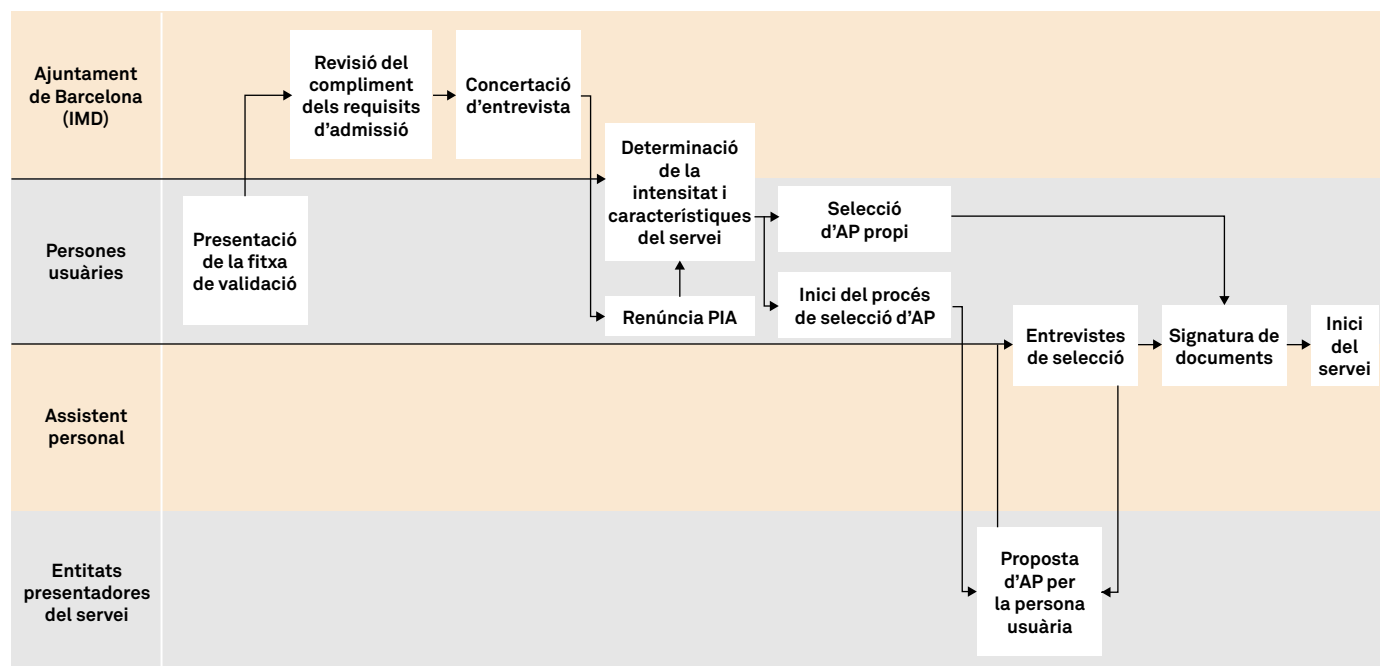 Ajuntament
de Barcelona
(IMD)
Revisió del
compliment
dels requisits
d’admissió
Concertació
d’entrevista
Determinació
de la
intensitat i
característiques
del servei
Persones
usuàries
Presentació
de la fitxa
de validació
Renúncia PIA
Selecció
d’AP propi
Inici del procés
de selecció d’AP
Entrevistes
de selecció
Signatura de
documents
Inici
del
servei
Assistent
personal
Entitats
presentadores
del servei
Proposta
d’AP per
la persona
usuària